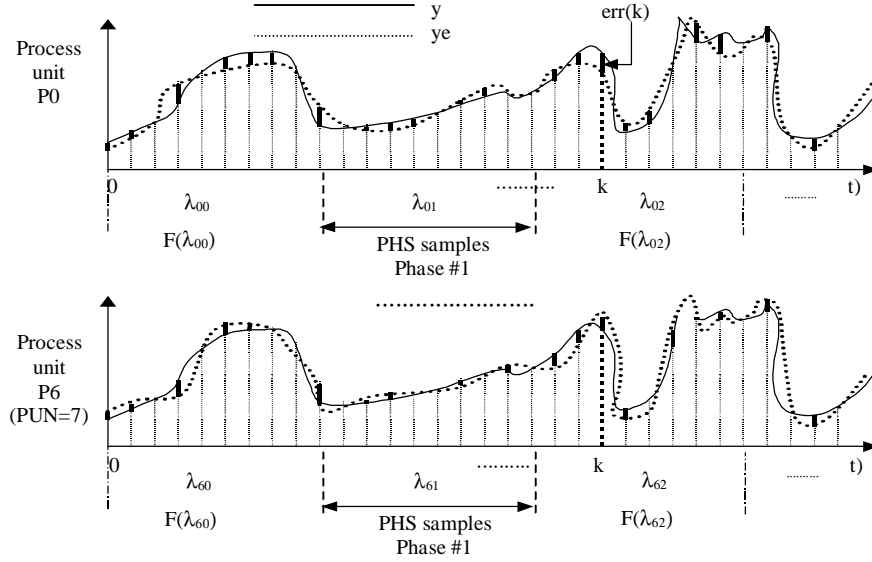 y
ye
err(k)
Process
unit
P0
0
k
t)
λ00
λ01
λ02
F(λ00)
PHS samples
F(λ02)
Phase #1
Process
unit
P6
(PUN=7)
0
k
t)
λ60
λ61
λ62
F(λ60)
PHS samples
F(λ62)
Phase #1